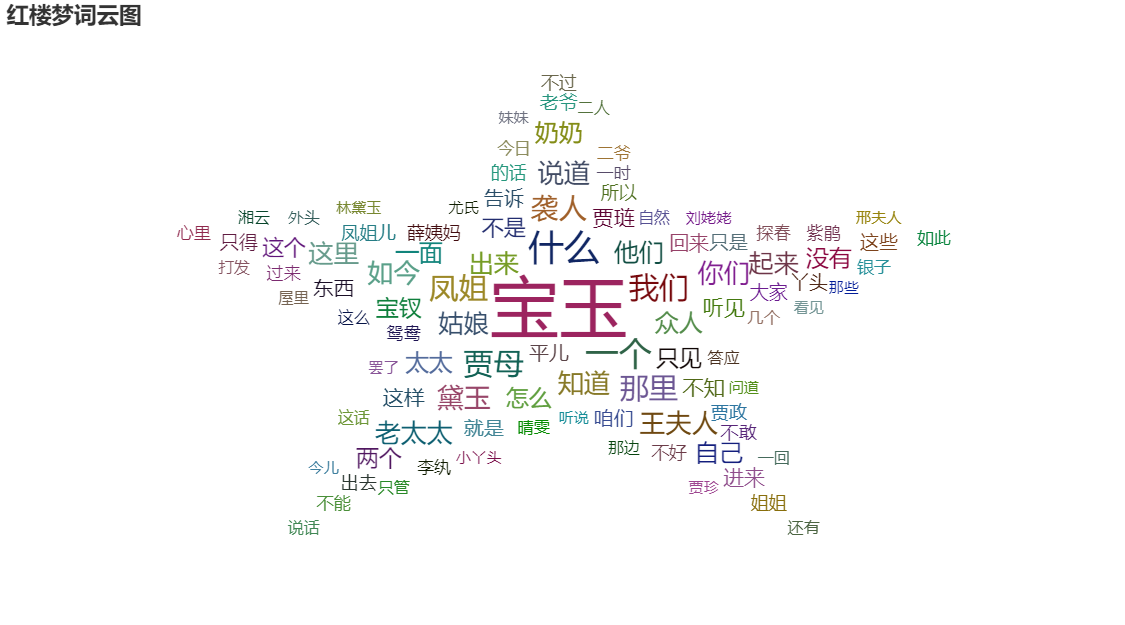 红楼梦词云图
不过
老爷
二人
妹妹
奶奶
今日
二爷
的话
说道
一时
告诉
所以
林黛玉
尤氏
袭人
湘云
外头
贾琏
自然
刘姥姥
邢夫人
心里
只得
这个
这里
凤姐儿
薛姨妈
不是
什么
他们
回来
只是
探春
紫鹃
这些
如此
打发
过来
如今
一面
出来
你们
起来
没有
银子
屋里
东西
凤姐
宝玉
我们
大家
丫头
那些
这么
宝钗
姑娘
众人
听见
几个
看见
鸳鸯
罢了
太太
贾母
平儿
一个
只见
答应
这样
黛玉
怎么
知道
那里
不知
问道
这话
老太太
就是
晴雯
听说
咱们
王夫人
贾政
不敢
两个
李纨
小丫头
那边
不好
自己
一回
今儿
出去
只管
贾珍
进来
不能
姐姐
说话
还有